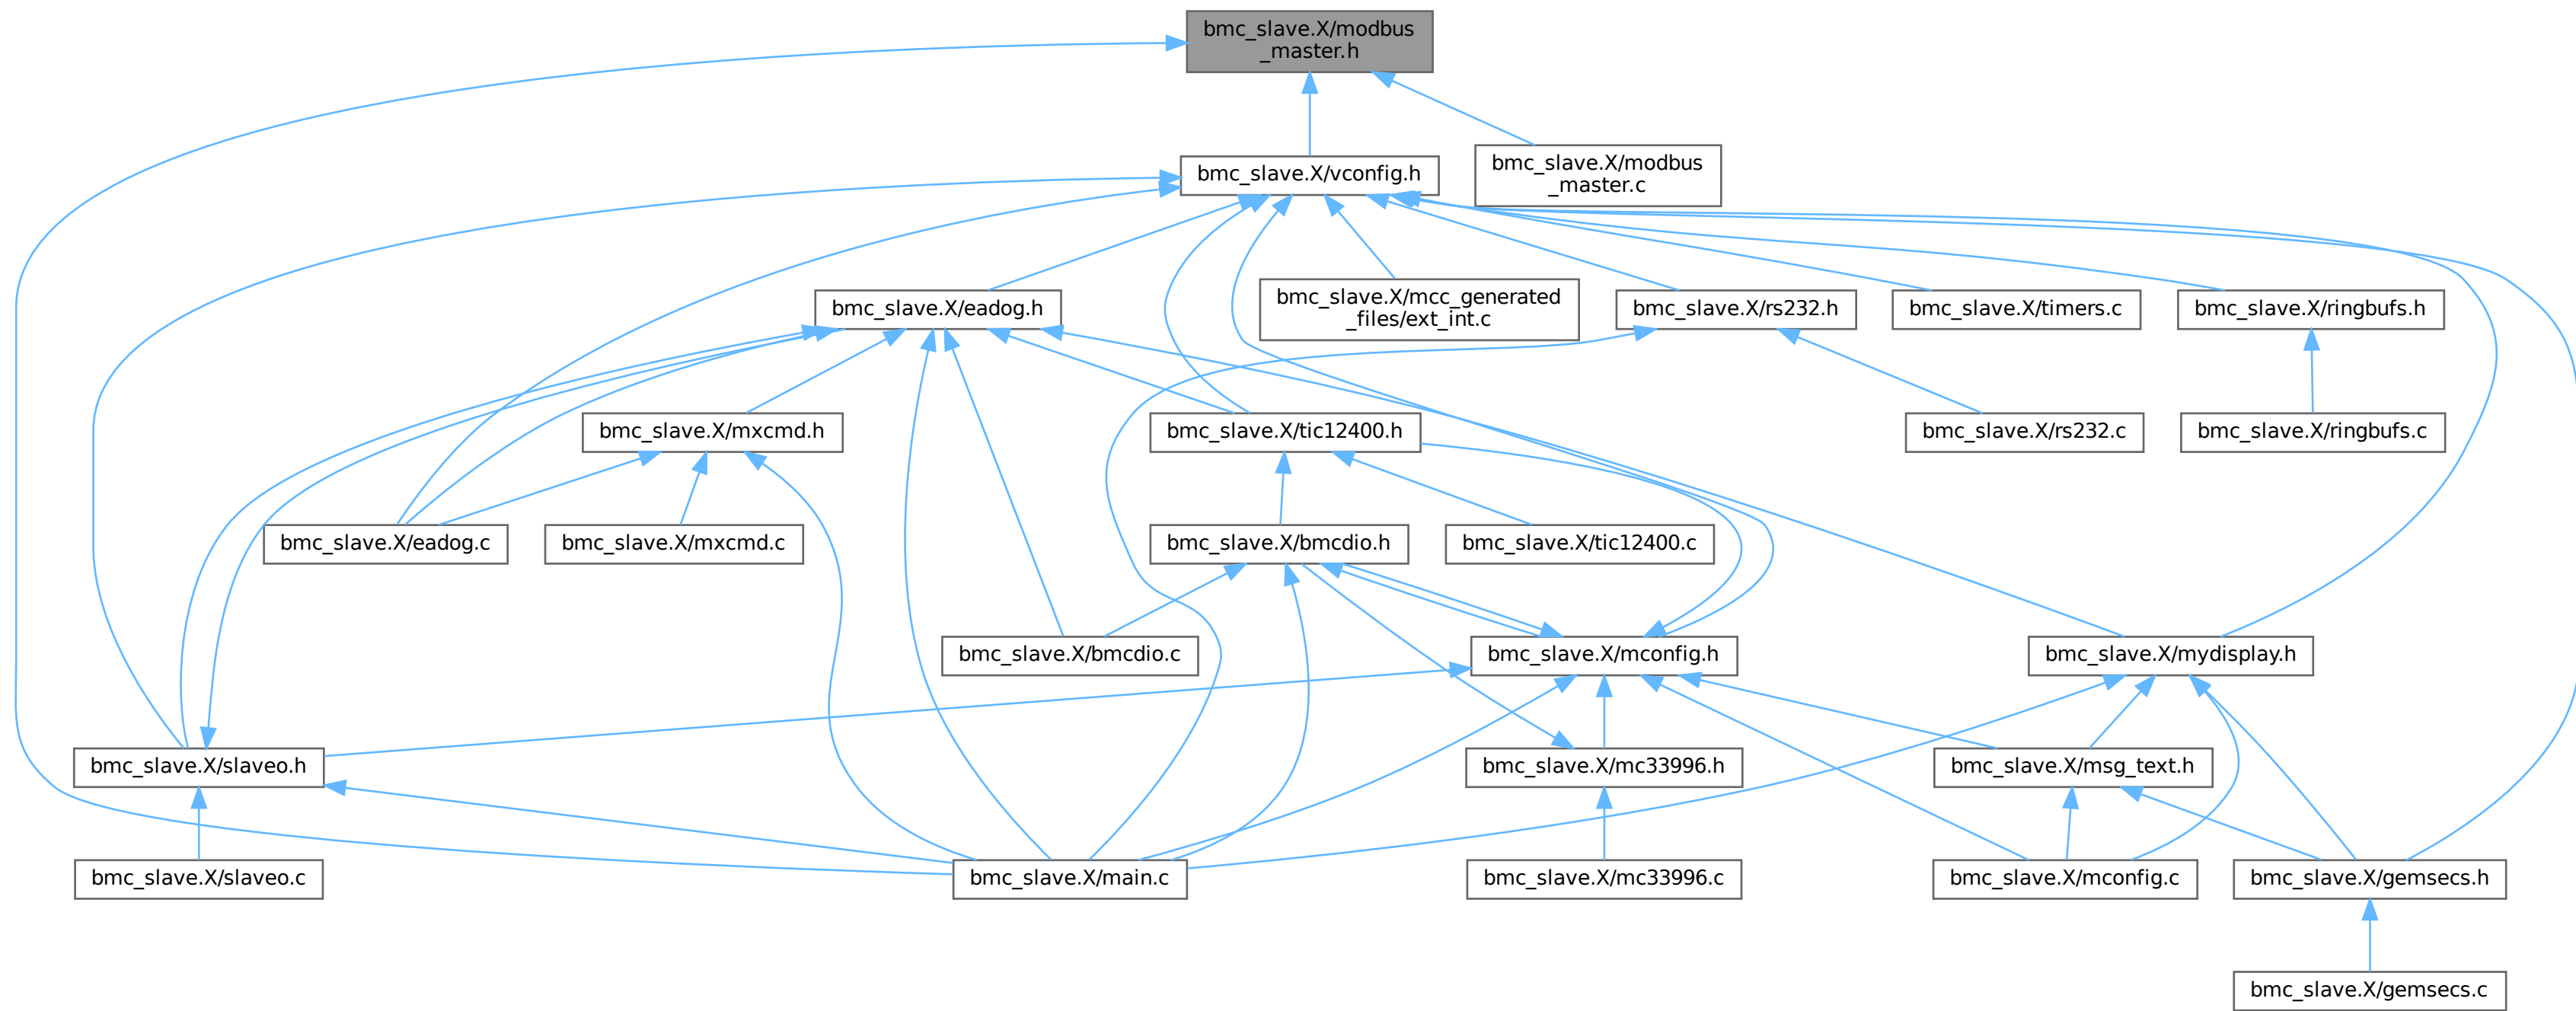 bmc_slave.X/modbus
_master.h
bmc_slave.X/vconfig.h
bmc_slave.X/modbus
_master.c
bmc_slave.X/eadog.h
bmc_slave.X/mcc_generated
_files/ext_int.c
bmc_slave.X/rs232.h
bmc_slave.X/timers.c
bmc_slave.X/ringbufs.h
bmc_slave.X/mxcmd.h
bmc_slave.X/tic12400.h
bmc_slave.X/rs232.c
bmc_slave.X/ringbufs.c
bmc_slave.X/eadog.c
bmc_slave.X/mxcmd.c
bmc_slave.X/bmcdio.h
bmc_slave.X/tic12400.c
bmc_slave.X/bmcdio.c
bmc_slave.X/mconfig.h
bmc_slave.X/mydisplay.h
bmc_slave.X/slaveo.h
bmc_slave.X/mc33996.h
bmc_slave.X/msg_text.h
bmc_slave.X/slaveo.c
bmc_slave.X/main.c
bmc_slave.X/mc33996.c
bmc_slave.X/mconfig.c
bmc_slave.X/gemsecs.h
bmc_slave.X/gemsecs.c